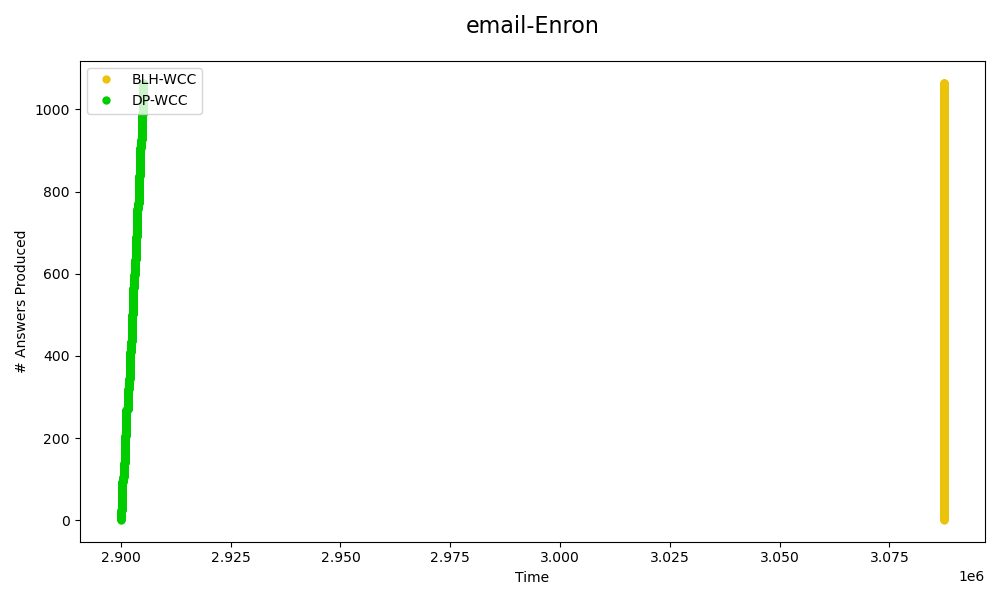 email-Enron
BLH-WCC
DP-WCC
1000
800
600
400
200
0
# Answers Produced
2.900 2.925 2.950 2.975 3.000 3.025 3.050 3.075
1e6
Time